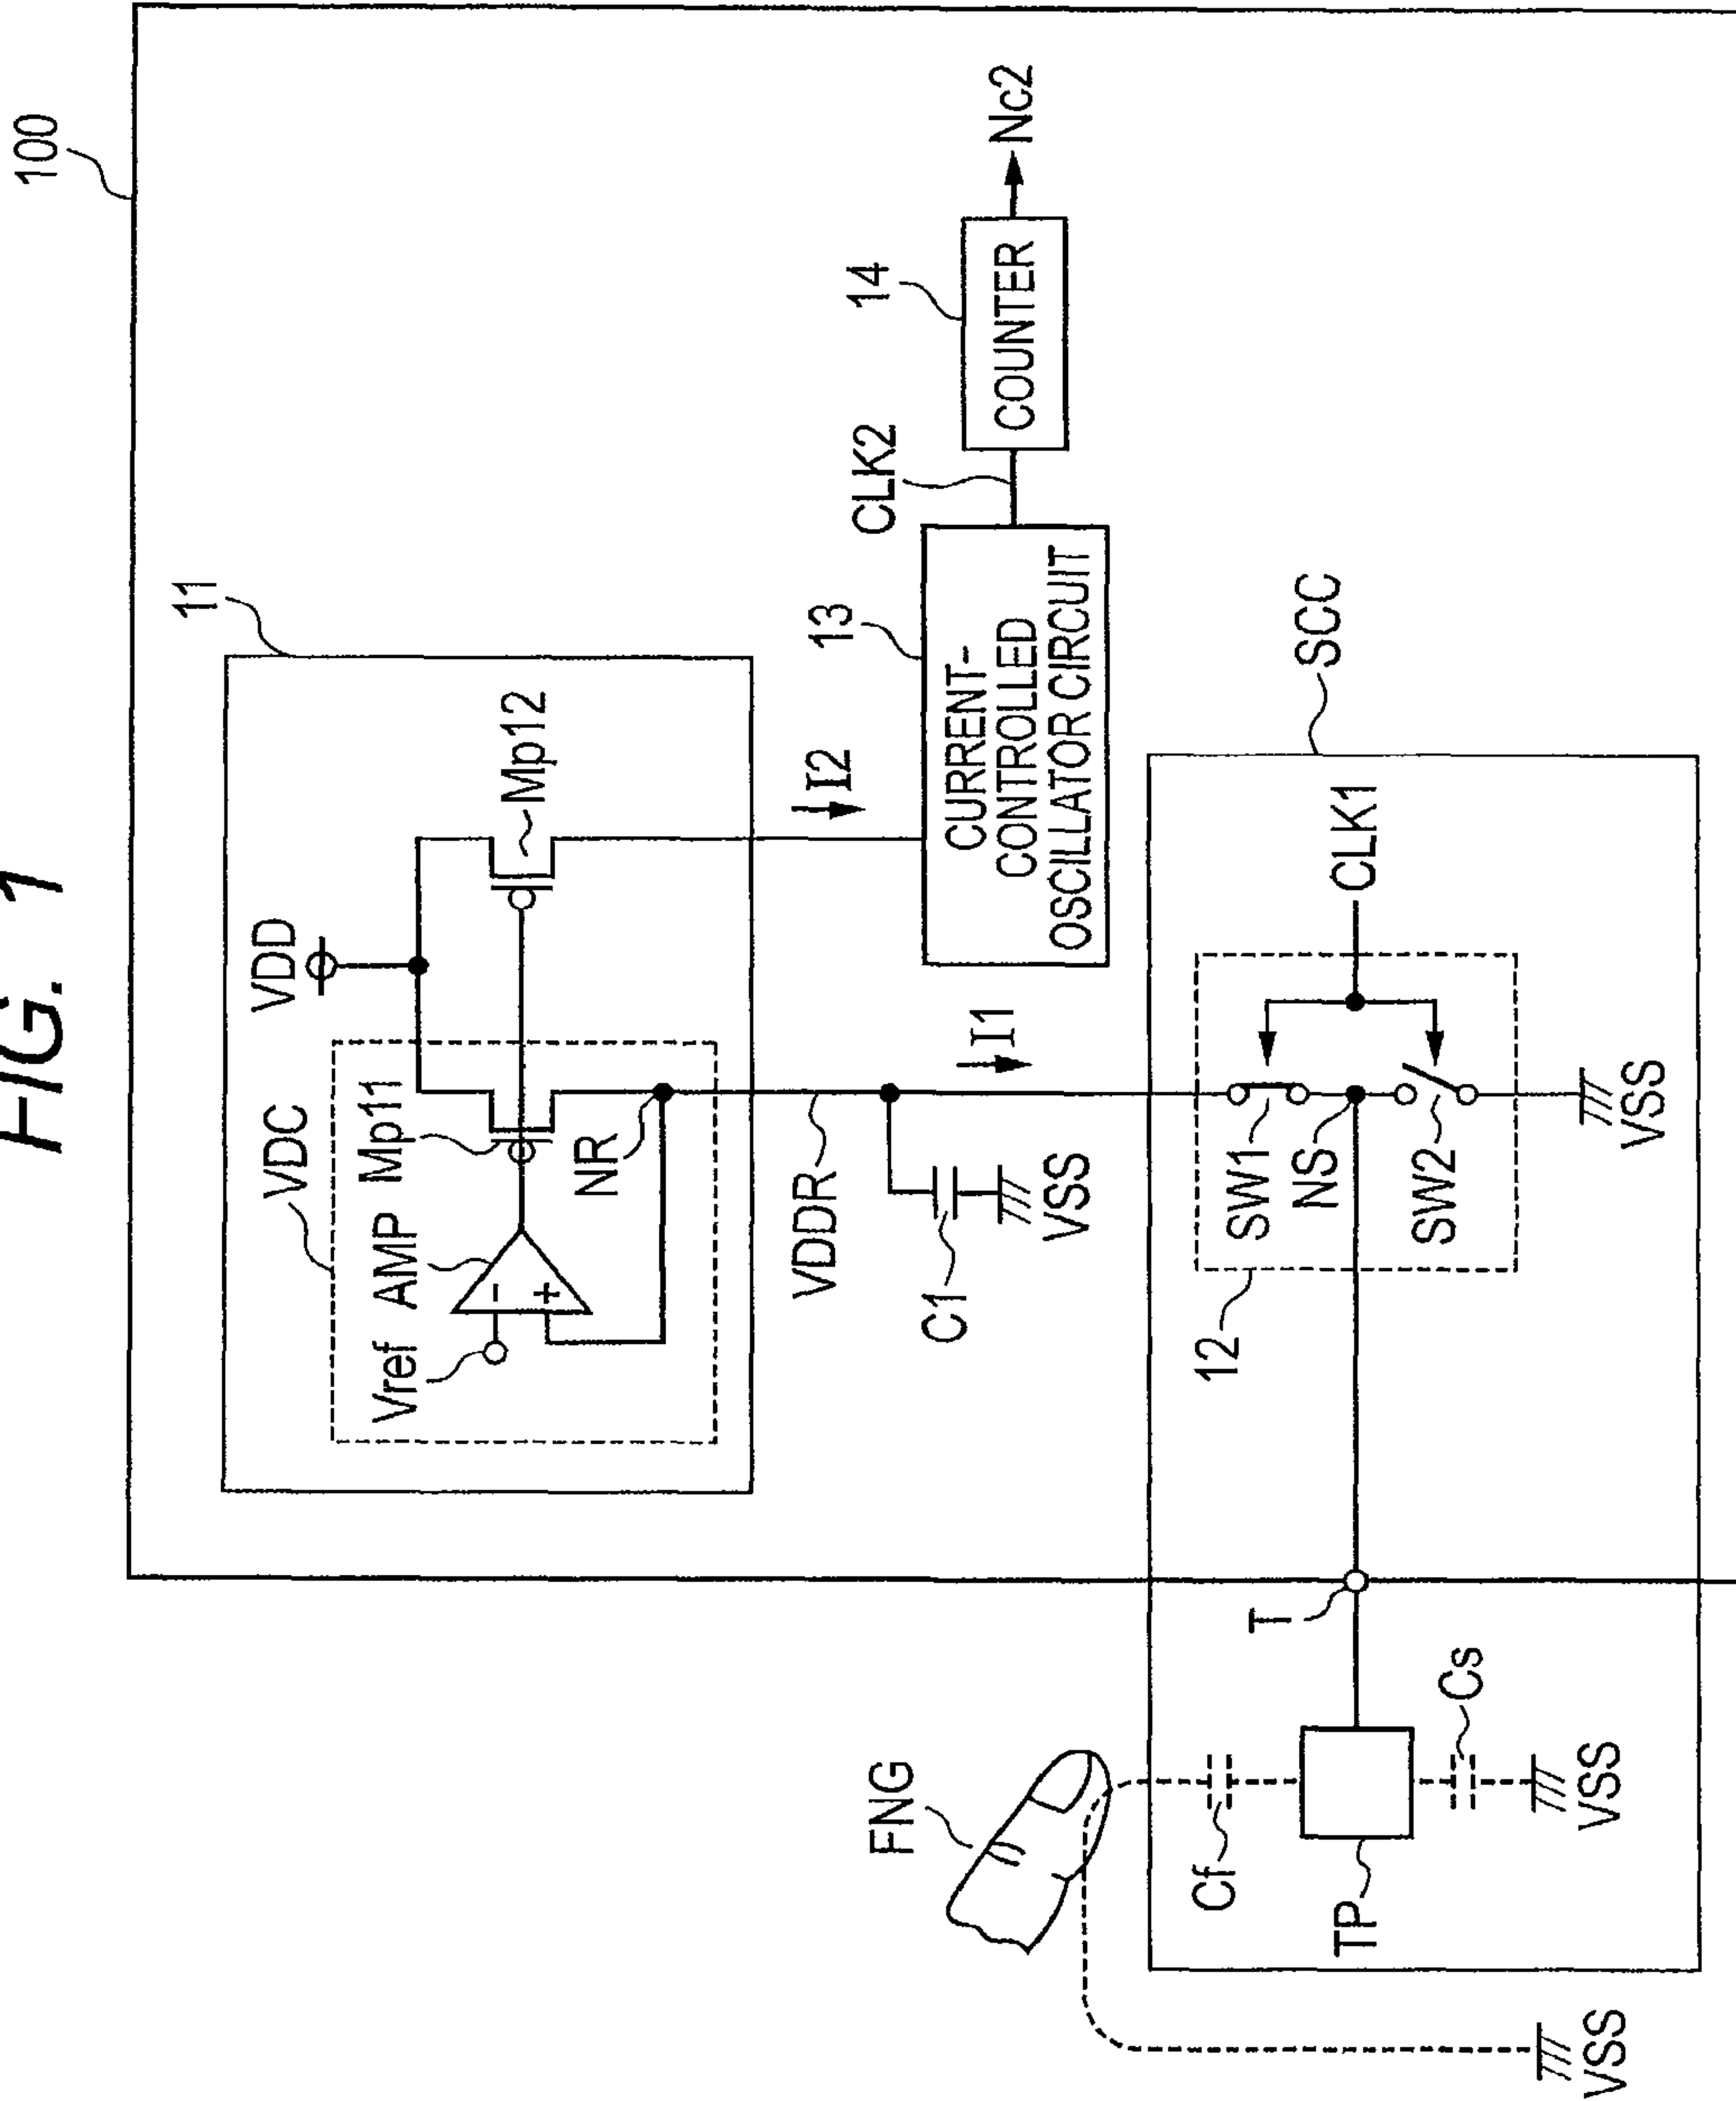 FIG. 1
100
11
VDD
VDC
Mp11
Mp12
AMP
Vref
-
+
NR
I2
VDDR
I1
C1
VSS
13
CURRENT-
CONTROLLED
OSCILLATOR CIRCUIT
CLK2
14
COUNTER
Nc2
FNG
SCC
T
12
SW1
NS
SW2
CLK1
VSS
Cf
TP
Cs
VSS
VSS